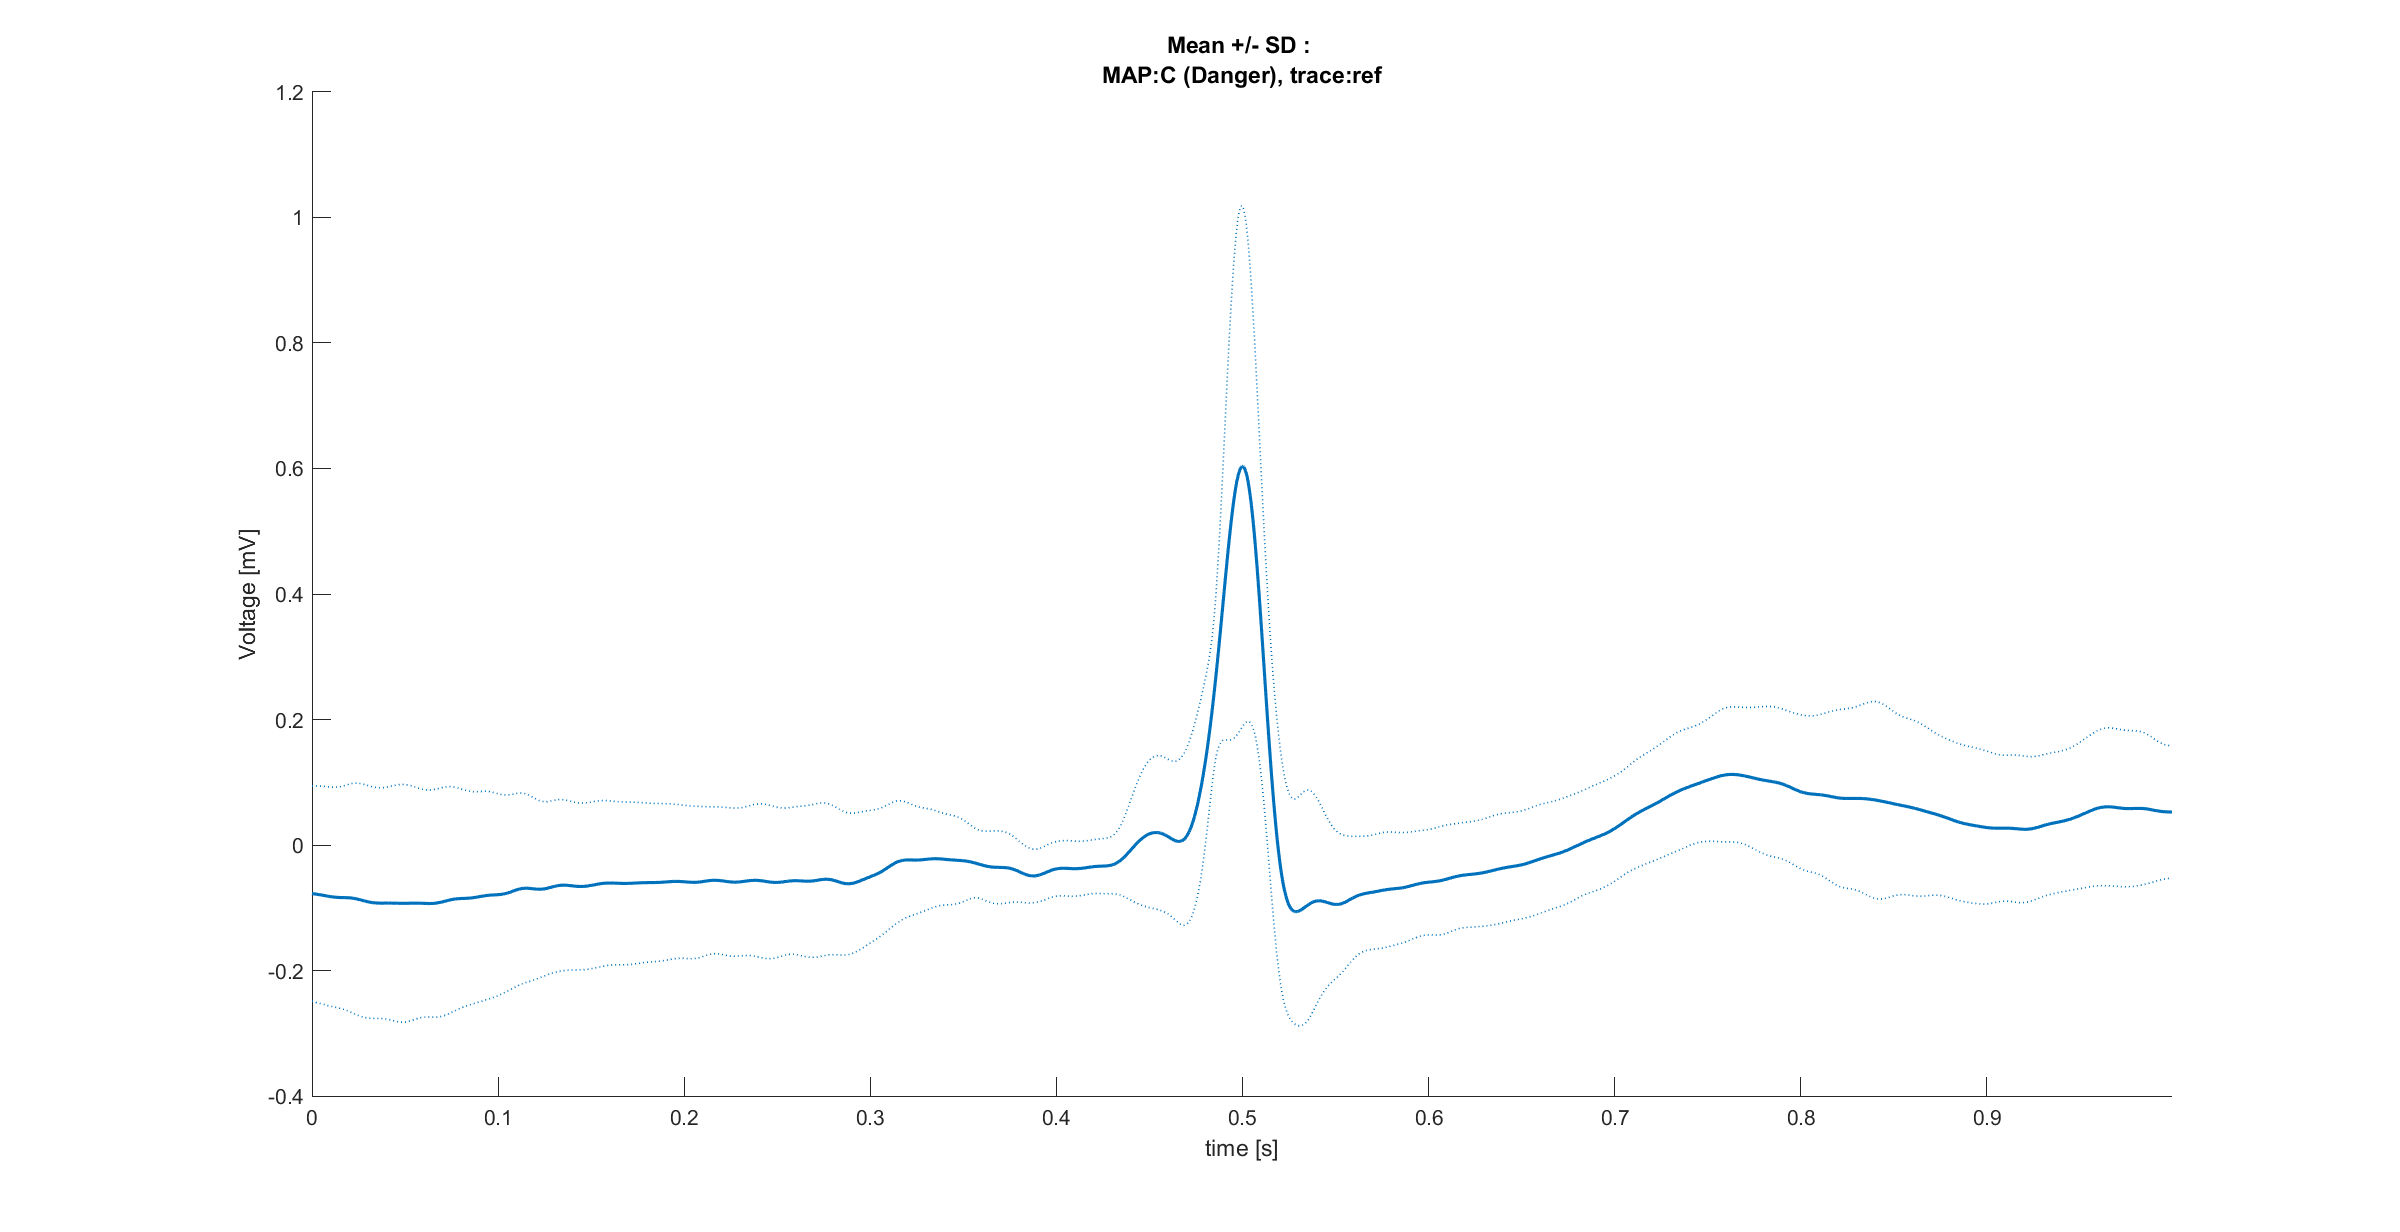 Mean +/- SD :
MAP:C (Danger), trace:ref
1.2
1
0.8
0.6
0.4
0.2
0
-0.2
-0.4
Voltage [mV]
0 0.1 0.2 0.3 0.4 0.5 0.6 0.7 0.8 0.9
time [s]